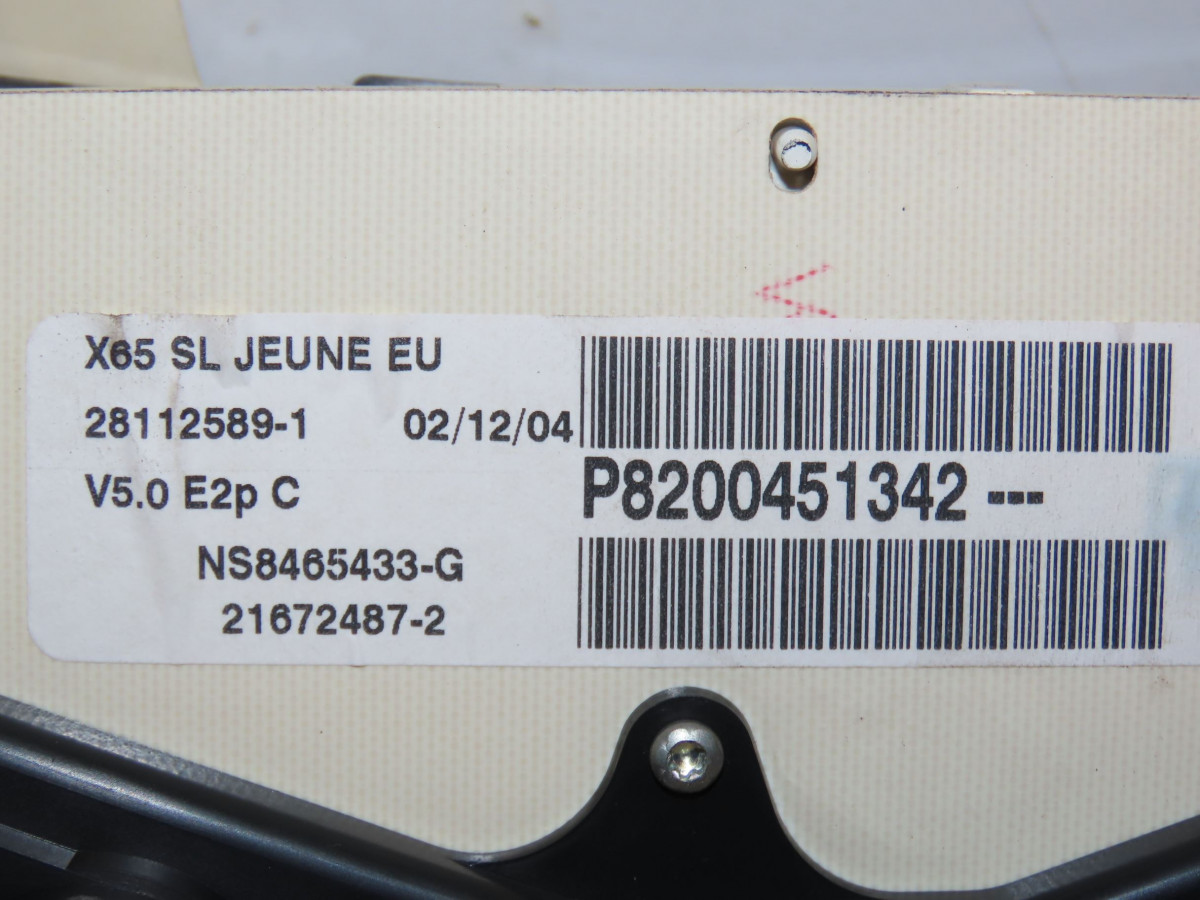 X65 SL JEUNE EU
28112589-1 02/12/04
V5.0 E2p C
P8200451342 ---
NS8465433-G
21672487-2